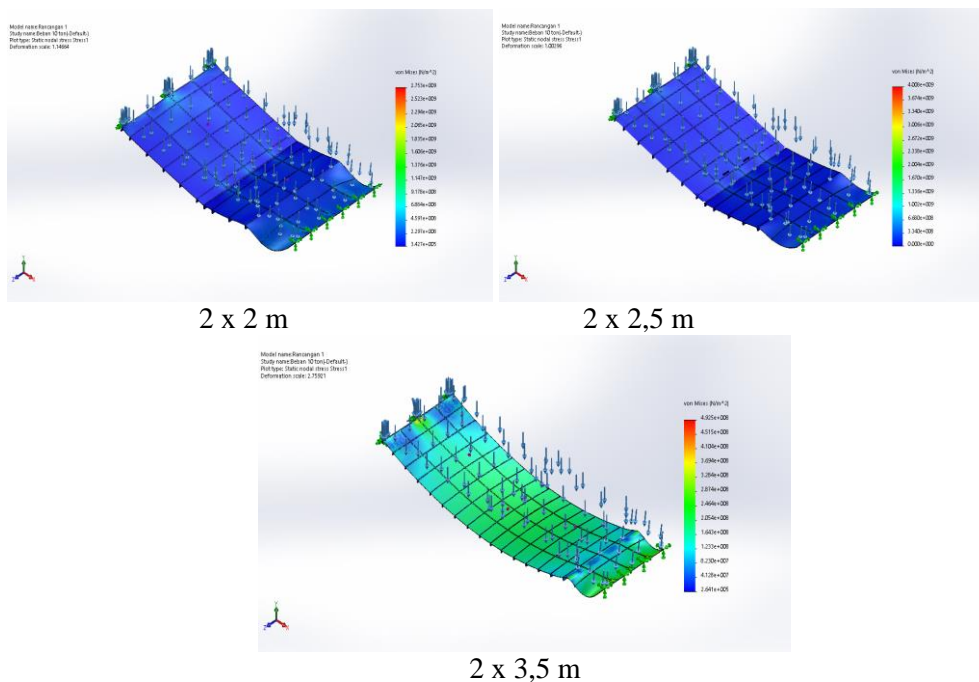 Model name:Rancangan 1
Study name:Beban 10 ton(-Default-)
Plot type: Static nodal stress Stress1
Deformation scale: 1.14664
von Mises (N/m^2)
2.753e+009
2.523e+009
2.294e+009
2.065e+009
1.835e+009
1.606e+009
1.376e+009
1.147e+009
9.178e+008
6.884e+008
4.591e+008
2.297e+008
3.427e+005
Model name:Rancangan 1
Study name:Beban 10 ton(-Default-)
Plot type: Static nodal stress Stress1
Deformation scale: 1.00296
von Mises (N/m^2)
4.008e+009
3.674e+009
3.340e+009
3.006e+009
2.672e+009
2.338e+009
2.004e+009
1.670e+009
1.336e+009
1.002e+009
6.680e+008
3.340e+008
0.000e+000
2 x 2 m
2 x 2,5 m
Model name:Rancangan 1
Study name:Beban 10 ton(-Default-)
Plot type: Static nodal stress Stress1
Deformation scale: 2.75921
von Mises (N/m^2)
4.925e+008
4.515e+008
4.104e+008
3.694e+008
3.284e+008
2.874e+008
2.464e+008
2.054e+008
1.643e+008
1.233e+008
8.230e+007
4.128e+007
2.641e+005
2 x 3,5 m